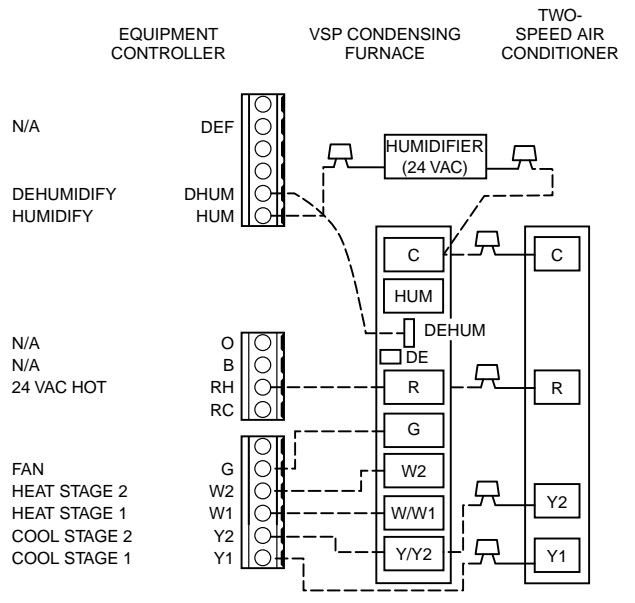 EQUIPMENT
CONTROLLER
VSP CONDENSING
FURNACE
TWO-
SPEED AIR
CONDITIONER
N/A DEF
HUMIDIFIER
(24 VAC)
DEHUMIDIFY DHUM
HUMIDIFY HUM
C C
HUM
DEHUM
N/A O
N/A B
DE
24 VAC HOT RH R R
RC
G
FAN G
W2
HEAT STAGE 2 W2
Y2
HEAT STAGE 1 W1 W/W1
COOL STAGE 2 Y2
Y/Y2 Y1
COOL STAGE 1 Y1